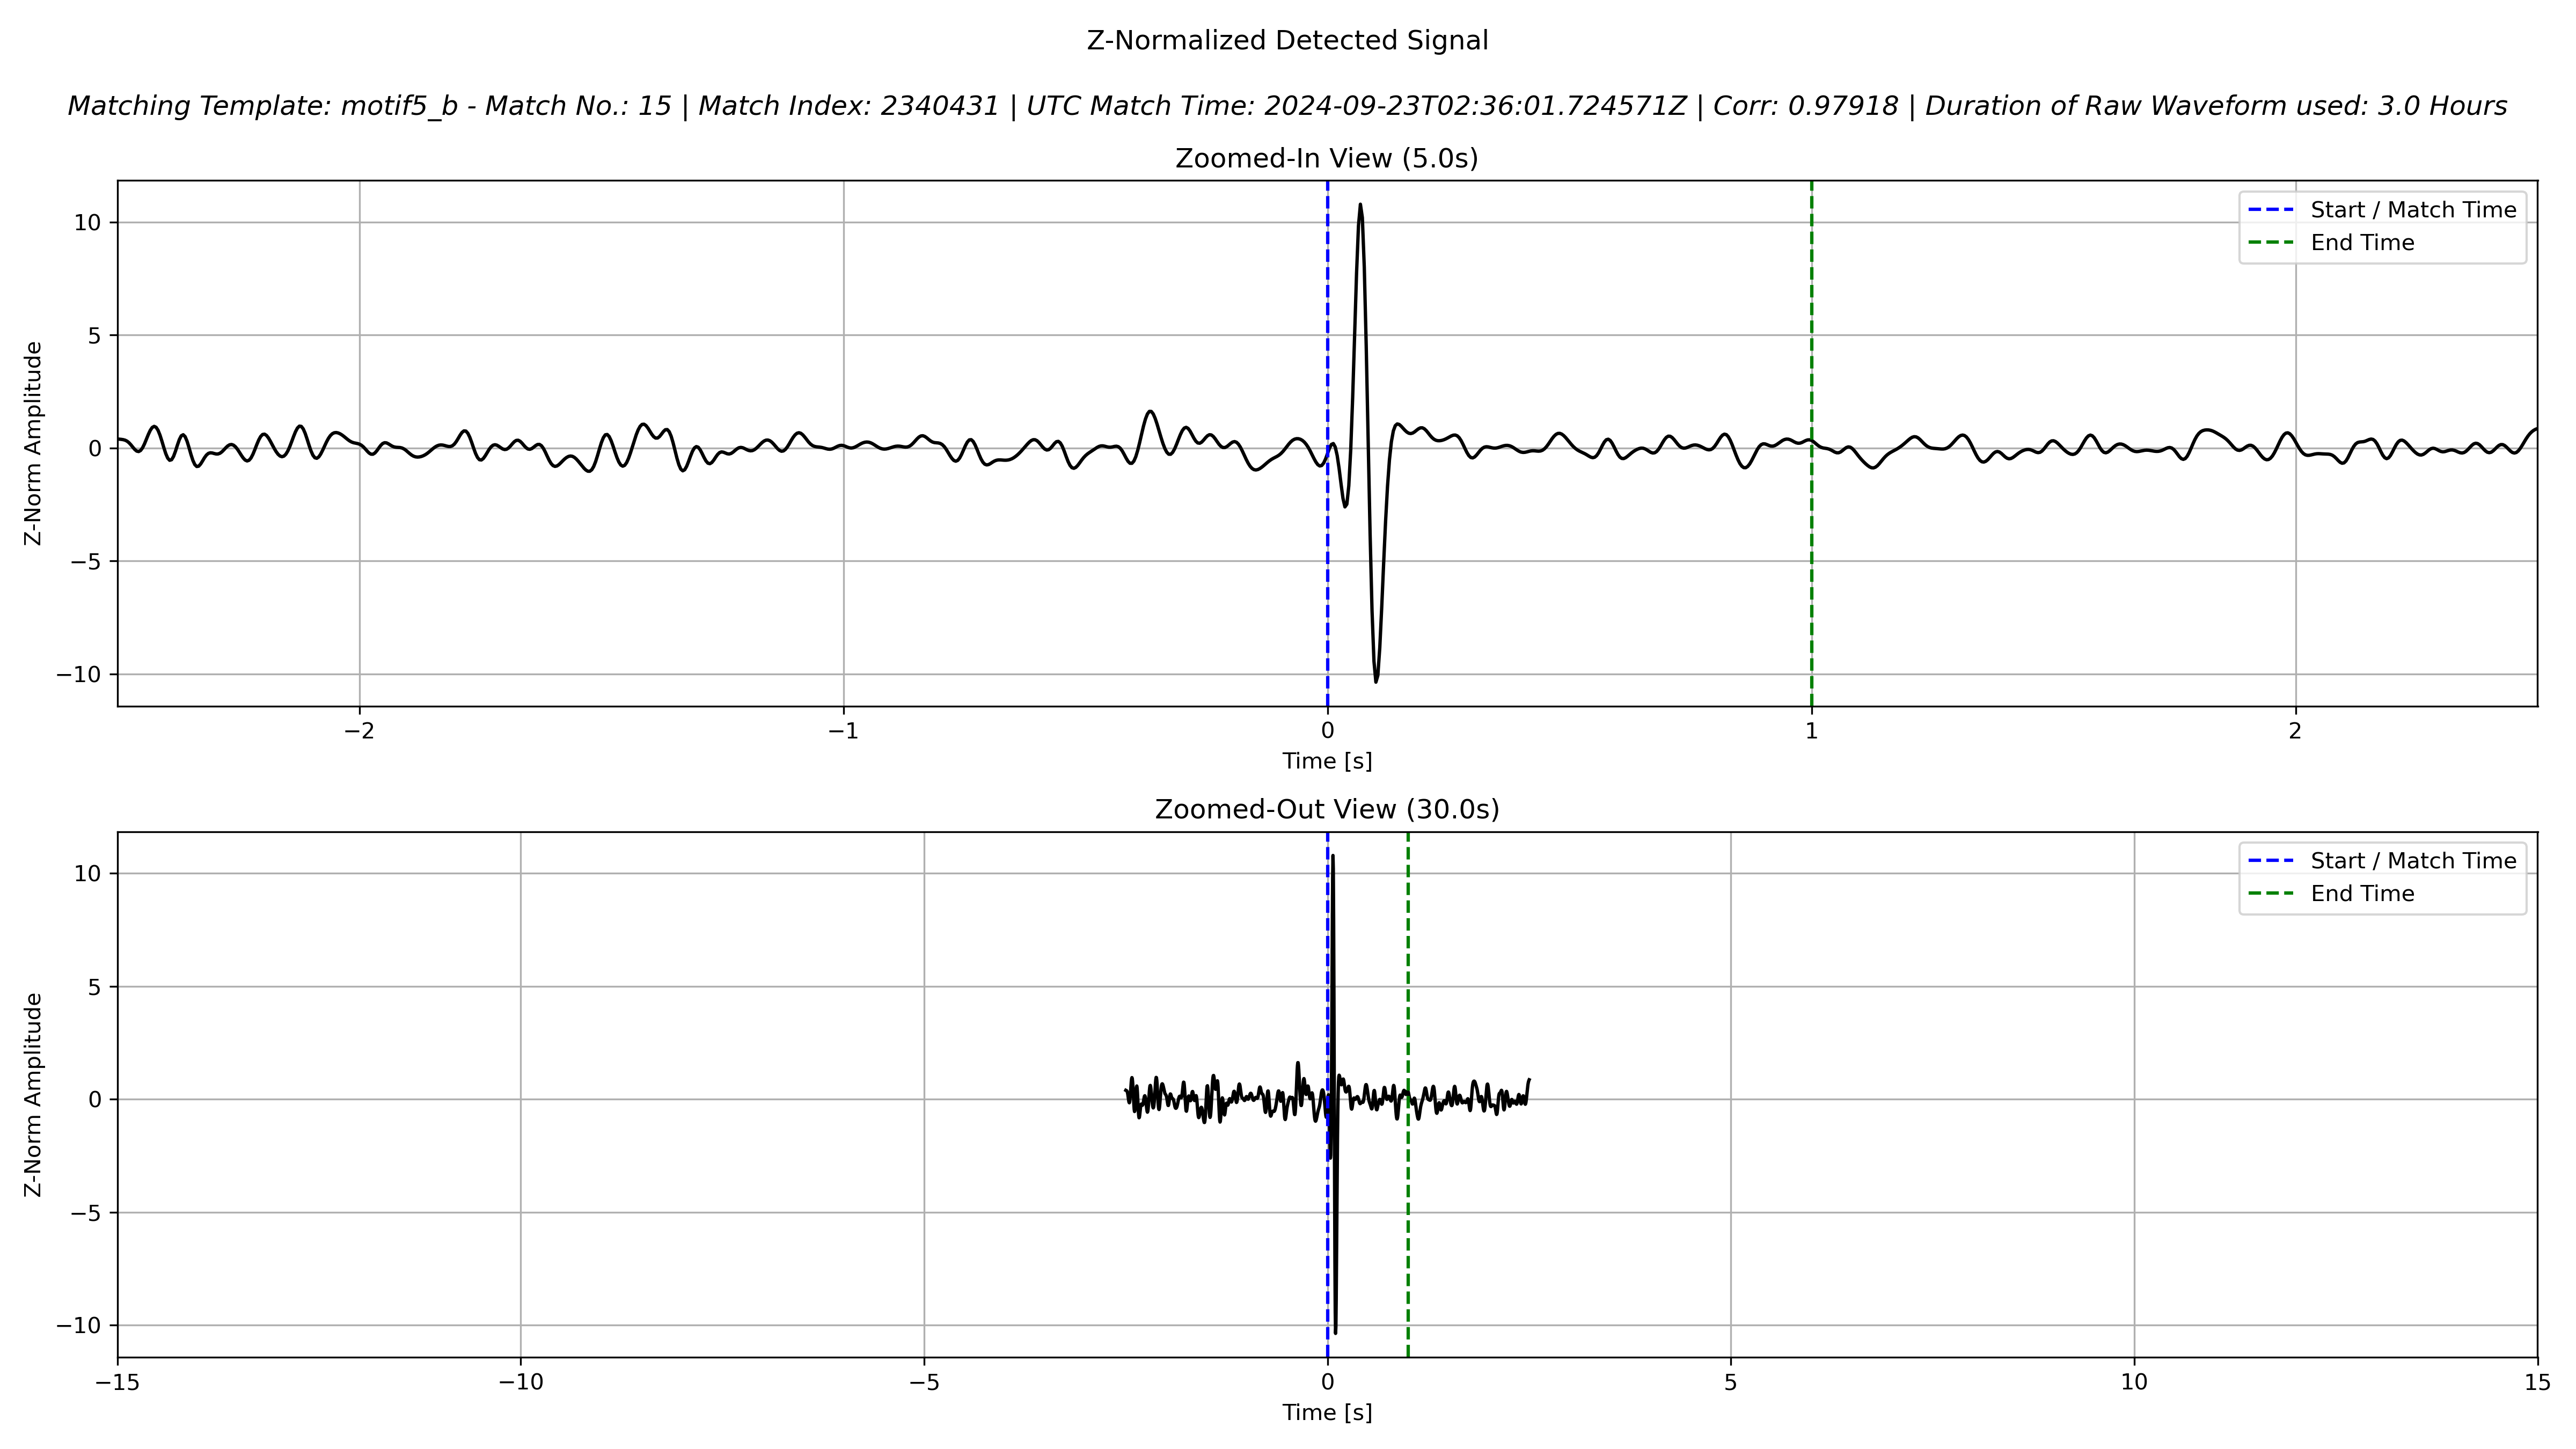 Z-Normalized Detected Signal
Matching Template: motif5_b - Match No.: 15 | Match Index: 2340431 | UTC Match Time: 2024-09-23T02:36:01.724571Z | Corr: 0.97918 | Duration of Raw Waveform used: 3.0 Hours
Zoomed-In View (5.0s)
Z-Norm Amplitude
10
5
0
−5
−10
Start / Match Time
End Time
−2
−1
0
1
2
Time [s]
Zoomed-Out View (30.0s)
Z-Norm Amplitude
10
5
0
−5
−10
Start / Match Time
End Time
−15
−10
−5
0
5
10
15
Time [s]